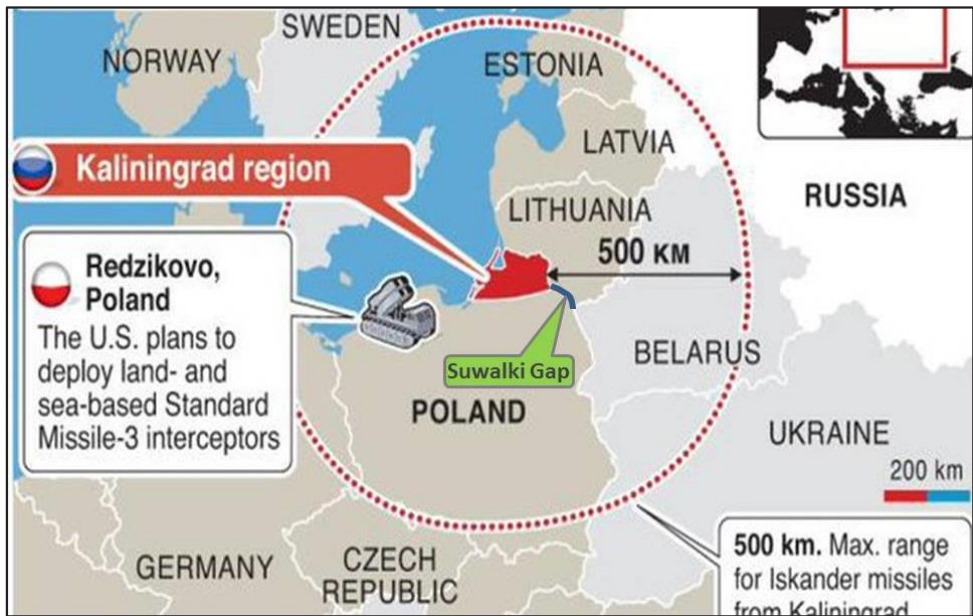 SWEDEN
NORWAY
ESTONIA
LATVIA
Kaliningrad region
RUSSIA
LITHUANIA
500 KM
Redzikovo,
Poland
The U.S. plans to
deploy land- and
sea-based Standard
Missile-3 interceptors
BELARUS
Suwalki Gap
POLAND
UKRAINE
200 km
500 km. Max. range
for Iskander missiles
from Kaliningrad
GERMANY
CZECH
REPUBLIC